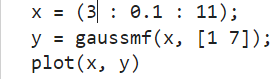 x = (3 : 0.1 : 11);
y = gaussmf(x, [1 7]);
plot(x, y)